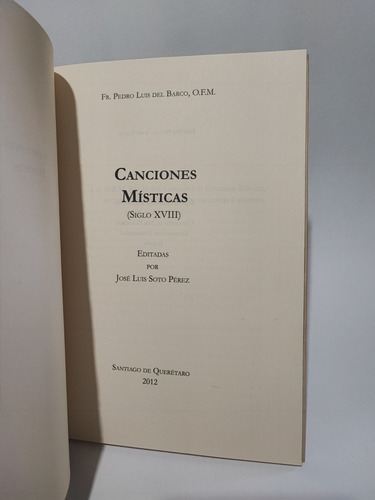 Fr. Pedro Luis del Barco, O.F.M.
Canciones
Místicas
(Siglo XVIII)
Editadas
por
José Luis Soto Pérez
Santiago de Querétaro
2012